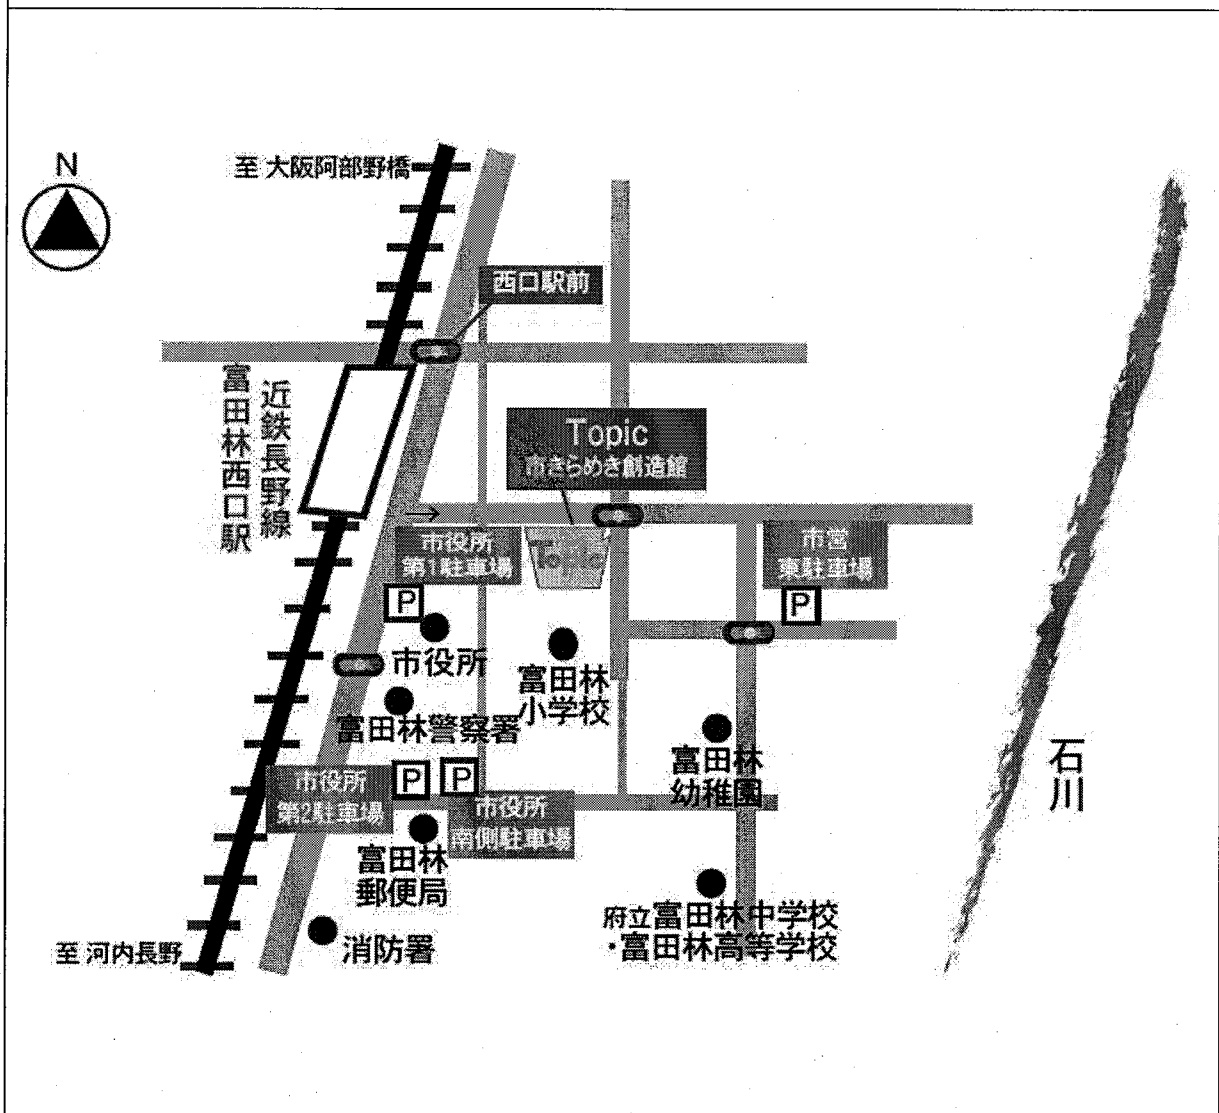 N
至 大阪阿部野橋
西口駅前
近鉄長野線
富田林西口駅
Topic
市きらめき創造館
→
市役所
第1駐車場
Topic
市営
東駐車場
P
P
市役所
富田林
小学校
富田林警察署
富田林
幼稚園
石川
市役所
第2駐車場
P
P
市役所
南側駐車場
富田林
郵便局
府立富田林中学校
・富田林高等学校
消防署
至 河内長野